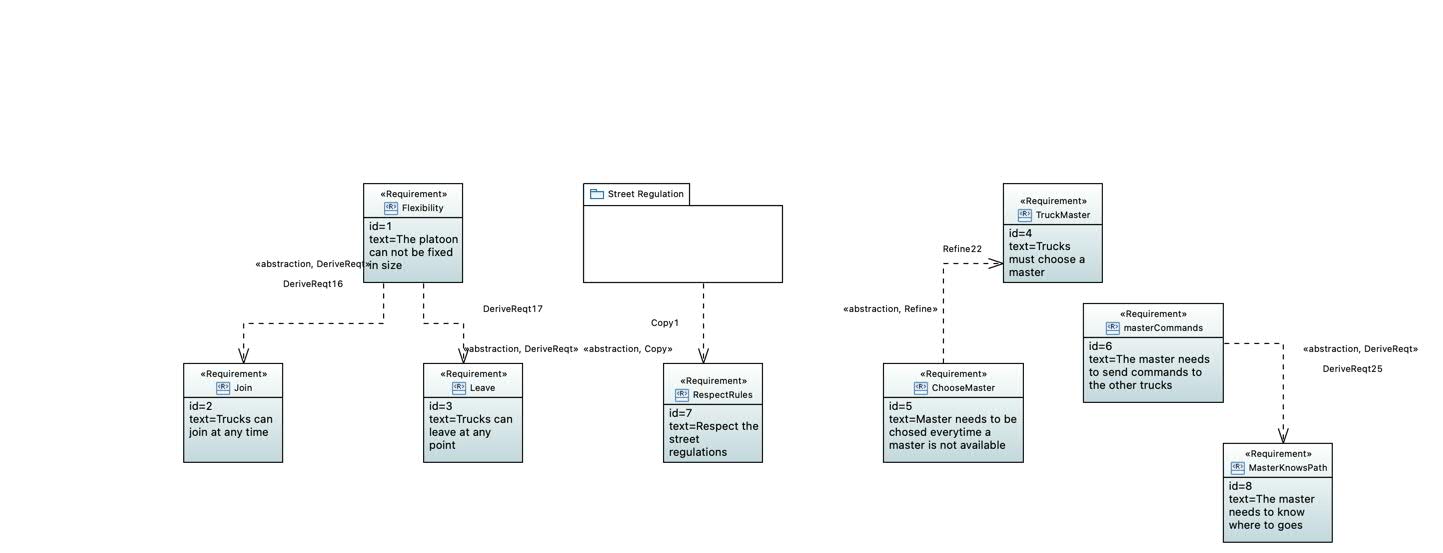 «Requirement»
Flexibility
id=1
text=The platoon
can not be fixed
in size
«abstraction, DeriveReqt»
DeriveReqt16
DeriveReqt17
«abstraction, DeriveReqt»
«Requirement»
Join
id=2
text=Trucks can
join at any time
«Requirement»
Leave
id=3
text=Trucks can
leave at any
point
Street Regulation
Copy1
«abstraction, Copy»
«Requirement»
RespectRules
id=7
text=Respect the
street
regulations
«Requirement»
TruckMaster
id=4
text=Trucks
must choose a
master
Refine22
«abstraction, Refine»
«Requirement»
ChooseMaster
id=5
text=Master needs to be
chosed everytime a
master is not available
«Requirement»
masterCommands
id=6
text=The master needs
to send commands to
the other trucks
«abstraction, DeriveReqt»
DeriveReqt25
«Requirement»
MasterKnowsPath
id=8
text=The master
needs to know
where to goes